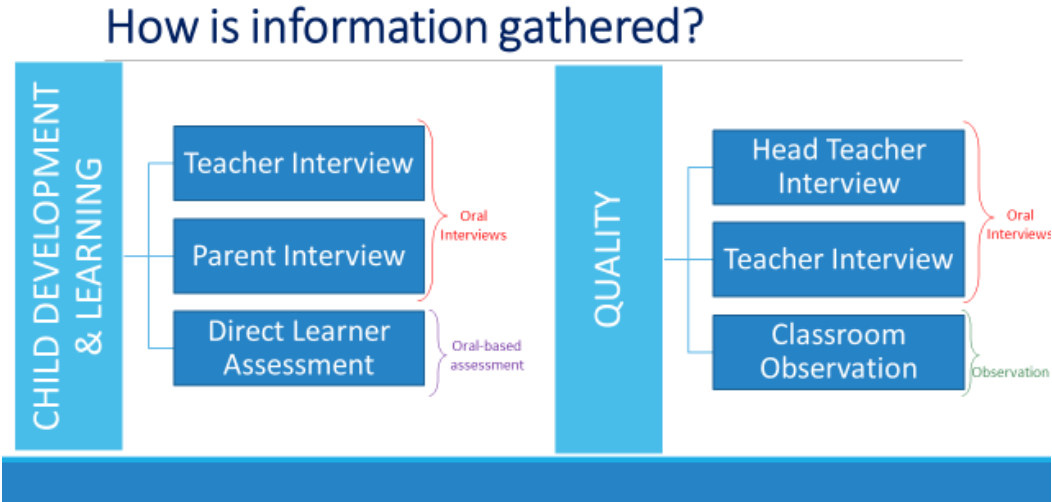 How is information gathered?
CHILD DEVELOPMENT
& LEARNING
Teacher Interview
Parent Interview
Oral
Interviews
Direct Learner
Assessment
Oral-based
assessment
QUALITY
Head Teacher
Interview
Teacher Interview
Oral
Interviews
Classroom
Observation
Observation